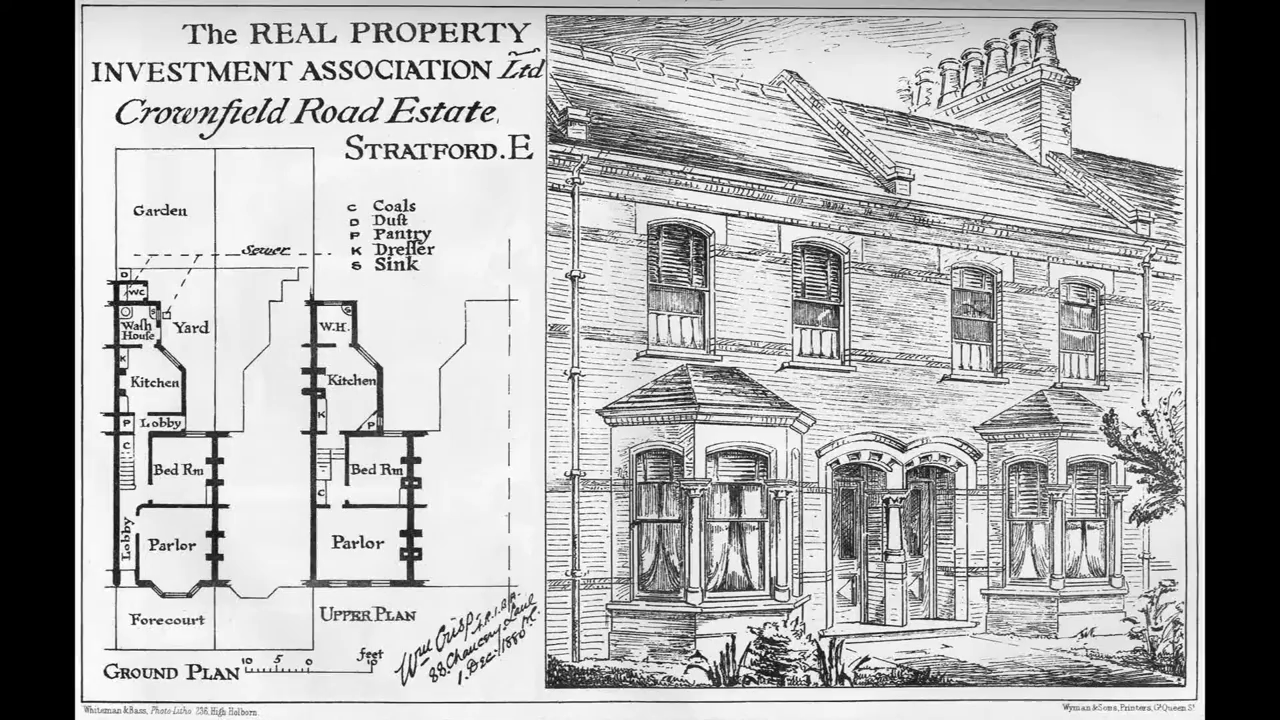 The REAL PROPERTY
INVESTMENT ASSOCIATION Ltd
Crownfield Road Estate,
STRATFORD. E
C Coals
D Dust
P Pantry
K Dresser
S Sink
Garden
Sewer
D
WC
S
Wash
House
Yard
K
Kitchen
P Lobby
C
Bed Rm
Lobby
Parlor
Forecourt
GROUND PLAN
S
W.H.
Kitchen
K
P
Bed Rm
C
Parlor
UPPER PLAN
10 5 0 feet 10
Wm Crisp F.R.I.B.A.
88. Chancery Lane
1. Dec. 1880 W.C.
Whiteman & Bass, Photo-Litho 236, High Holborn.
Wyman & Sons, Printers, Gt Queen St